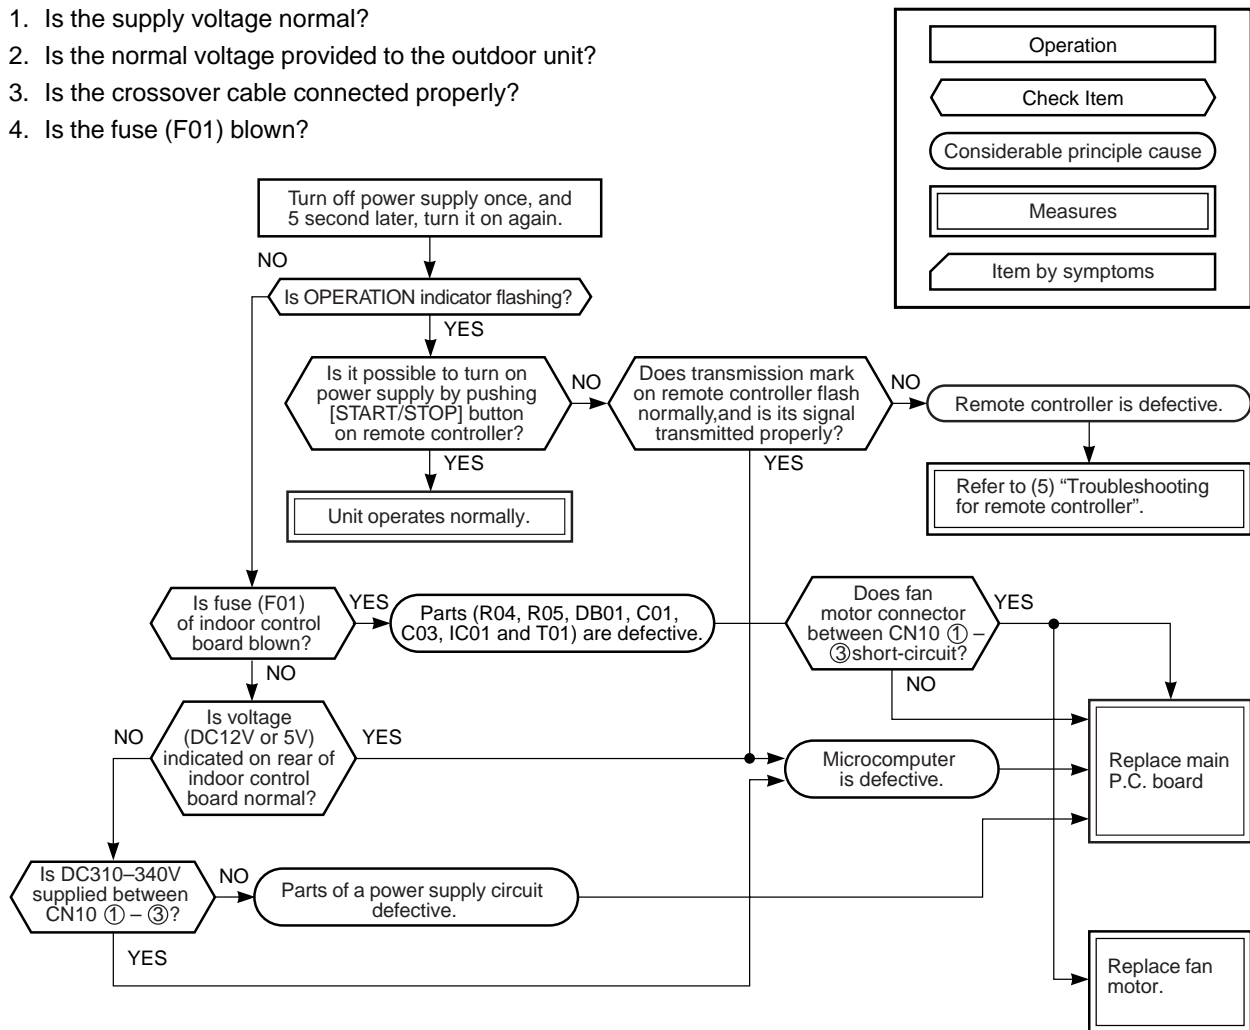 1. Is the supply voltage normal?
2. Is the normal voltage provided to the outdoor unit?
3. Is the crossover cable connected properly?
4. Is the fuse (F01) blown?
Operation
Check Item
Considerable principle cause
Measures
Item by symptoms
Turn off power supply once, and
5 second later, turn it on again.
NO
Is OPERATION indicator flashing?
YES
Is it possible to turn on
power supply by pushing
[START/STOP] button
on remote controller?
NO
Does transmission mark
on remote controller flash
normally,and is its signal
transmitted properly?
NO
Remote controller is defective.
YES
YES
Unit operates normally.
Refer to (5) “Troubleshooting
for remote controller”.
Is fuse (F01)
of indoor control
board blown?
YES
Parts (R04, R05, DB01, C01,
C03, IC01 and T01) are defective.
Does fan
motor connector
between CN10 ① –
③short-circuit?
YES
NO
NO
Is voltage
(DC12V or 5V)
indicated on rear of
indoor control
board normal?
NO
YES
Microcomputer
is defective.
Replace main
P.C. board
Is DC310–340V
supplied between
CN10 ① – ③?
NO
Parts of a power supply circuit
defective.
YES
Replace fan
motor.